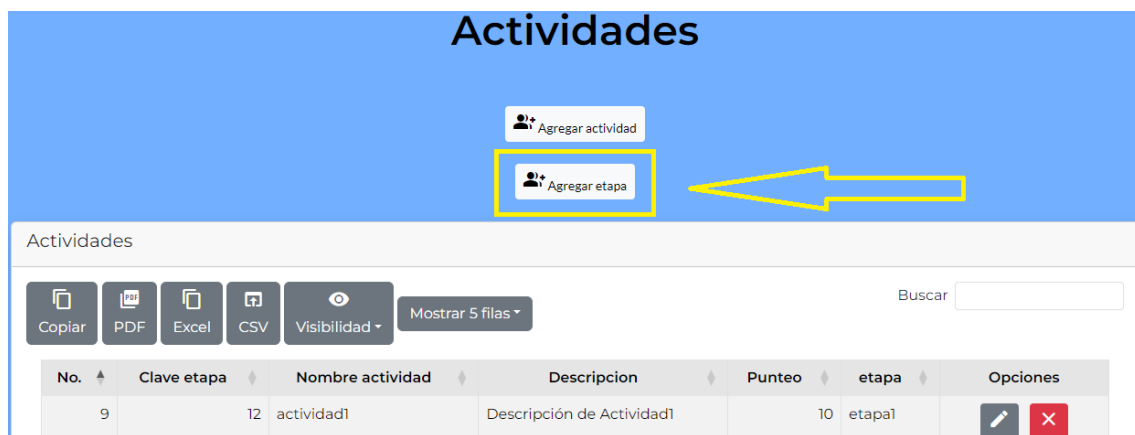 Actividades
Agregar actividad
Agregar etapa
Actividades
Copiar PDF Excel CSV Visibilidad Mostrar 5 filas Buscar
No. Clave etapa Nombre actividad Descripcion Punteo etapa Opciones
9 12 actividad1 Descripción de Actividad1 10 etapa1